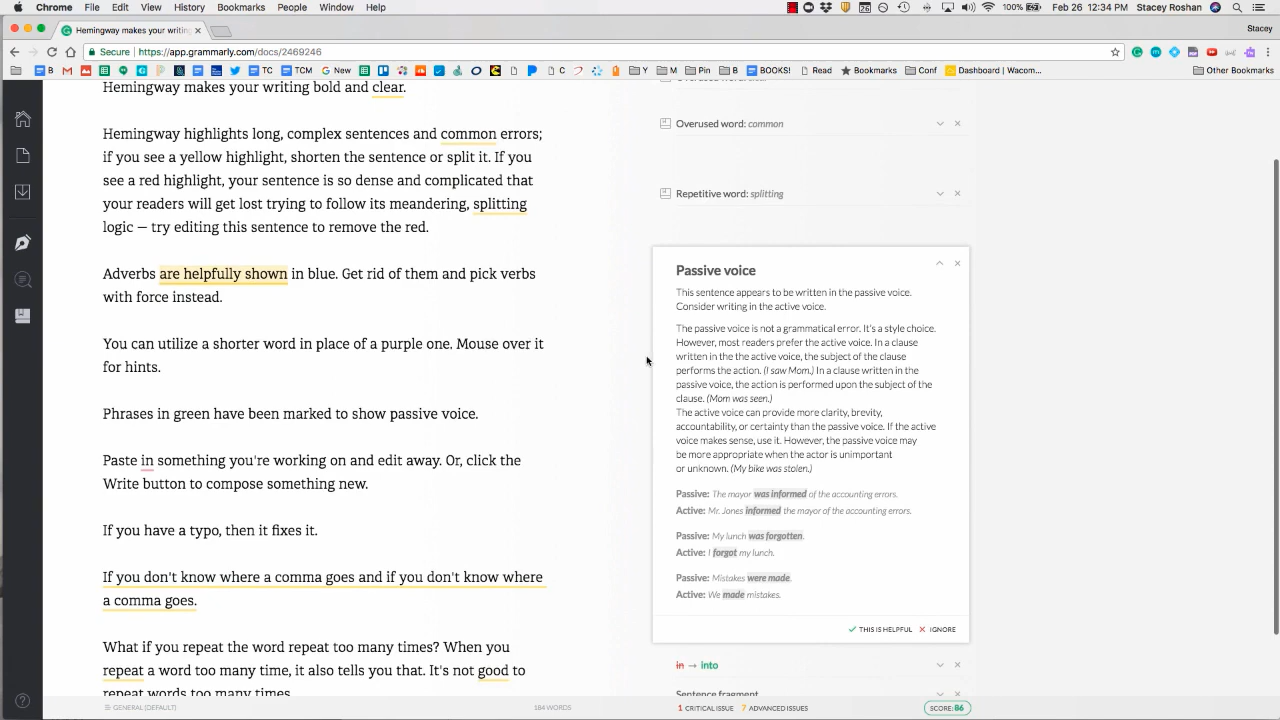 Chrome File Edit View History Bookmarks People Window Help 100% Feb 26 12:34 PM Stacey Roshan
Hemingway makes your writing
Stacey
Secure https://app.grammarly.com/docs/2469246
B TC TCM New Y M Pin B BOOKS! Read Bookmarks Conf Dashboard | Wacom... Other Bookmarks
Hemingway makes your writing bold and clear.
Hemingway highlights long, complex sentences and common errors;
if you see a yellow highlight, shorten the sentence or split it. If you
see a red highlight, your sentence is so dense and complicated that
your readers will get lost trying to follow its meandering, splitting
logic — try editing this sentence to remove the red.
Adverbs are helpfully shown in blue. Get rid of them and pick verbs
with force instead.
You can utilize a shorter word in place of a purple one. Mouse over it
for hints.
Phrases in green have been marked to show passive voice.
Paste in something you're working on and edit away. Or, click the
Write button to compose something new.
If you have a typo, then it fixes it.
If you don't know where a comma goes and if you don't know where
a comma goes.
What if you repeat the word repeat too many times? When you
repeat a word too many time, it also tells you that. It's not good to
repeat words too many times.
Overused word: common
Repetitive word: splitting
Passive voice
This sentence appears to be written in the passive voice.
Consider writing in the active voice.
The passive voice is not a grammatical error. It's a style choice.
However, most readers prefer the active voice. In a clause
written in the the active voice, the subject of the clause
performs the action. (I saw Mom.) In a clause written in the
passive voice, the action is performed upon the subject of the
clause. (Mom was seen.)
The active voice can provide more clarity, brevity,
accountability, or certainty than the passive voice. If the active
voice makes sense, use it. However, the passive voice may
be more appropriate when the actor is unimportant
or unknown. (My bike was stolen.)
Passive: The mayor was informed of the accounting errors.
Active: Mr. Jones informed the mayor of the accounting errors.
Passive: My lunch was forgotten.
Active: I forgot my lunch.
Passive: Mistakes were made.
Active: We made mistakes.
THIS IS HELPFUL IGNORE
in → into
Sentence fragment
GENERAL (DEFAULT) 184 WORDS 1 CRITICAL ISSUE 7 ADVANCED ISSUES SCORE: 86